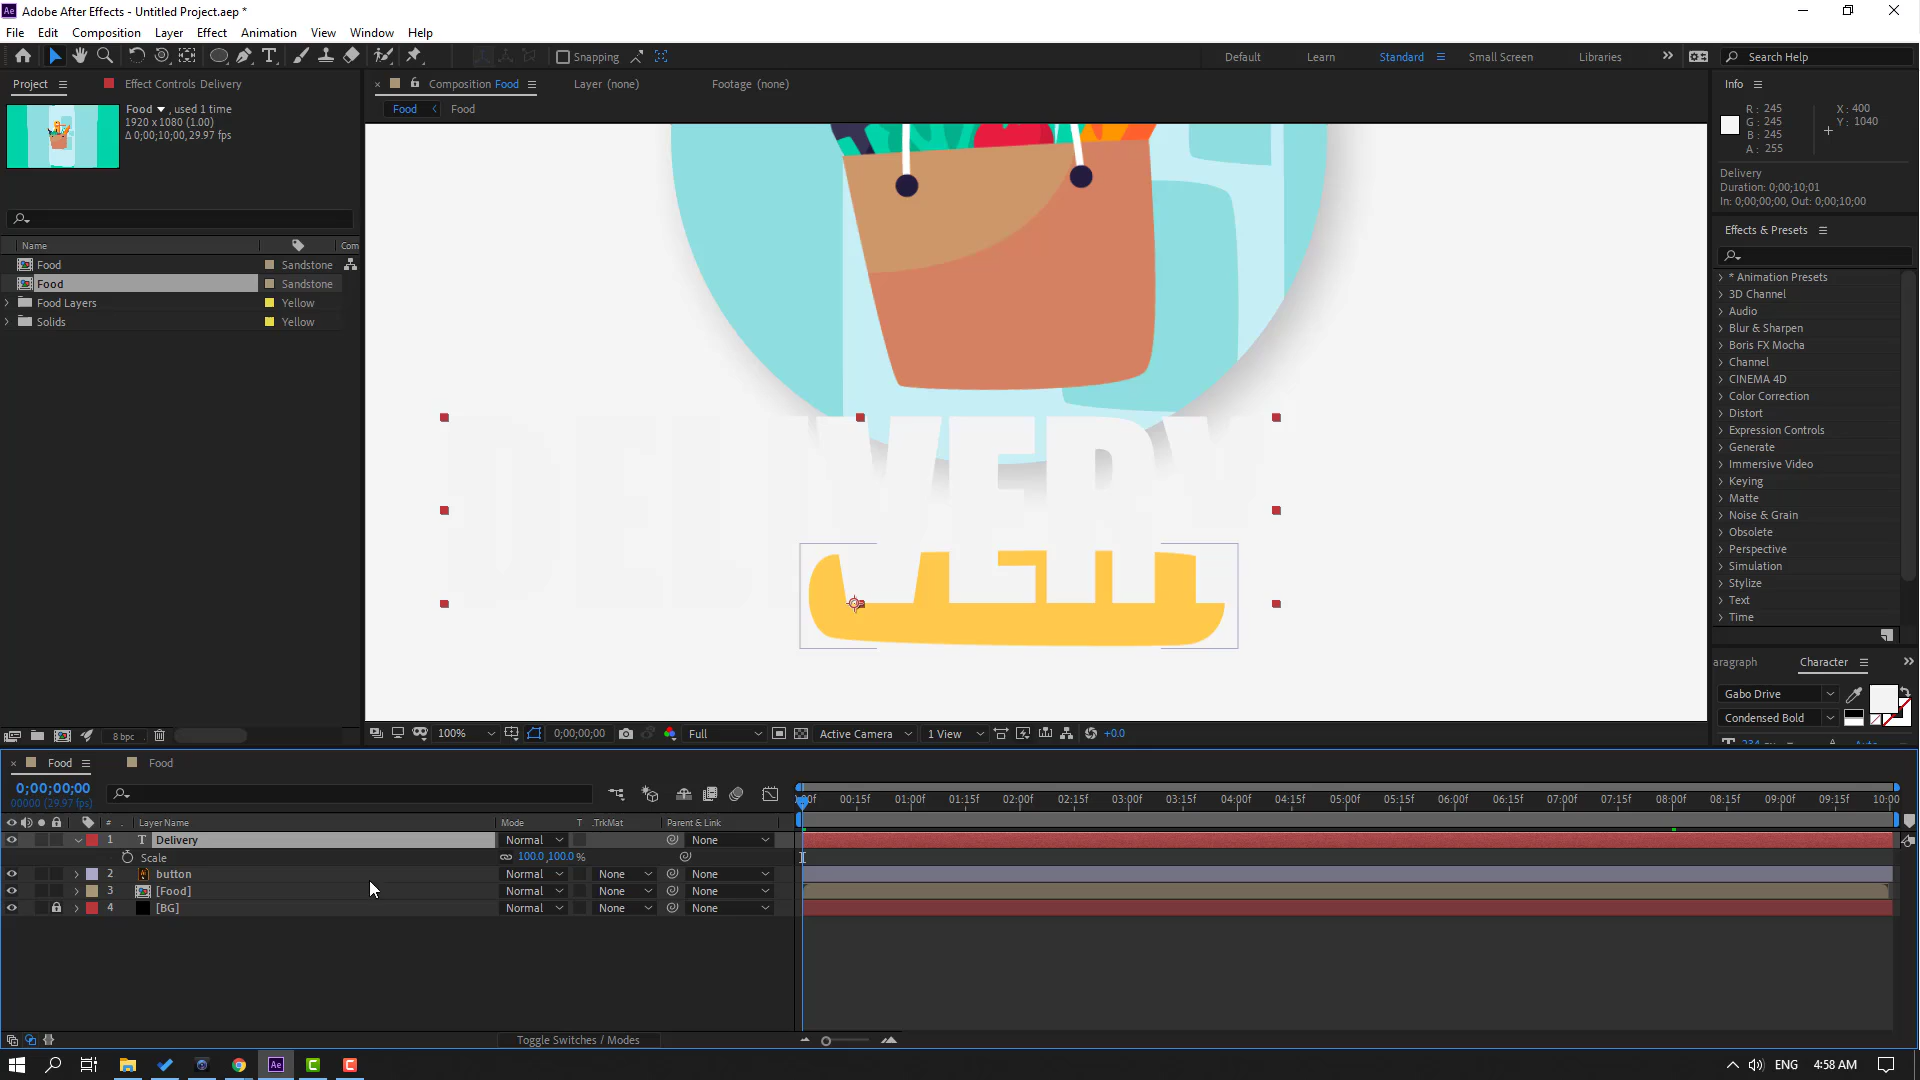 Adobe After Effects - Untitled Project.aep *
File Edit Composition Layer Effect Animation View Window Help
Snapping
Default Learn Standard Small Screen Libraries Search Help
Project Effect Controls Delivery
Food , used 1 time
1920 x 1080 (1.00)
Δ 0;00;10;00, 29.97 fps
Name Com
Food Sandstone
Food Sandstone
Food Layers Yellow
Solids Yellow
8 bpc
Composition Food Layer (none) Footage (none)
Food Food
DELIVERY
100% 0;00;00;00 Full Active Camera 1 View +0.0
Info
R: 245
G: 245
B: 245
A: 255
X: 400
Y: 1040
Delivery
Duration: 0;00;10;01
In: 0;00;00;00, Out: 0;00;10;00
Effects & Presets
* Animation Presets
3D Channel
Audio
Blur & Sharpen
Boris FX Mocha
Channel
CINEMA 4D
Color Correction
Distort
Expression Controls
Generate
Immersive Video
Keying
Matte
Noise & Grain
Obsolete
Perspective
Simulation
Stylize
Text
Time
aragraph Character
Gabo Drive
Condensed Bold
Food Food
0;00;00;00
00000 (29.97 fps)
:00f 00:15f 01:00f 01:15f 02:00f 02:15f 03:00f 03:15f 04:00f 04:15f 05:00f 05:15f 06:00f 06:15f 07:00f 07:15f 08:00f 08:15f 09:00f 09:15f 10:00
# Layer Name Mode T .TrkMat Parent & Link
1 T Delivery Normal None
Scale 100.0,100.0 %
2 button Normal None None
3 [Food] Normal None None
4 [BG] Normal None None
Toggle Switches / Modes
ENG 4:58 AM